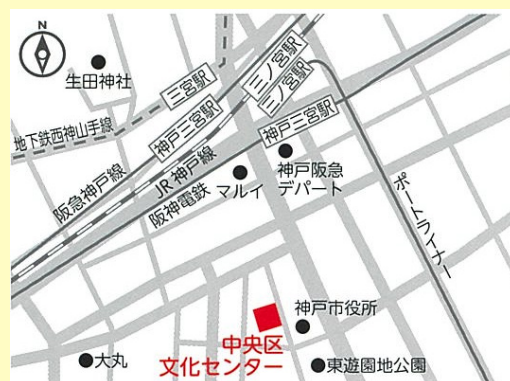 N
生田神社
三宮駅
地下鉄西神山手線
神戸三宮駅
三ノ宮駅
三ノ宮駅
神戸三宮駅
阪急神戸線
JR神戸線
阪神電鉄
マルイ
神戸阪急
デパート
ポートライナー
中央区
文化センター
神戸市役所
大丸
東遊園地公園